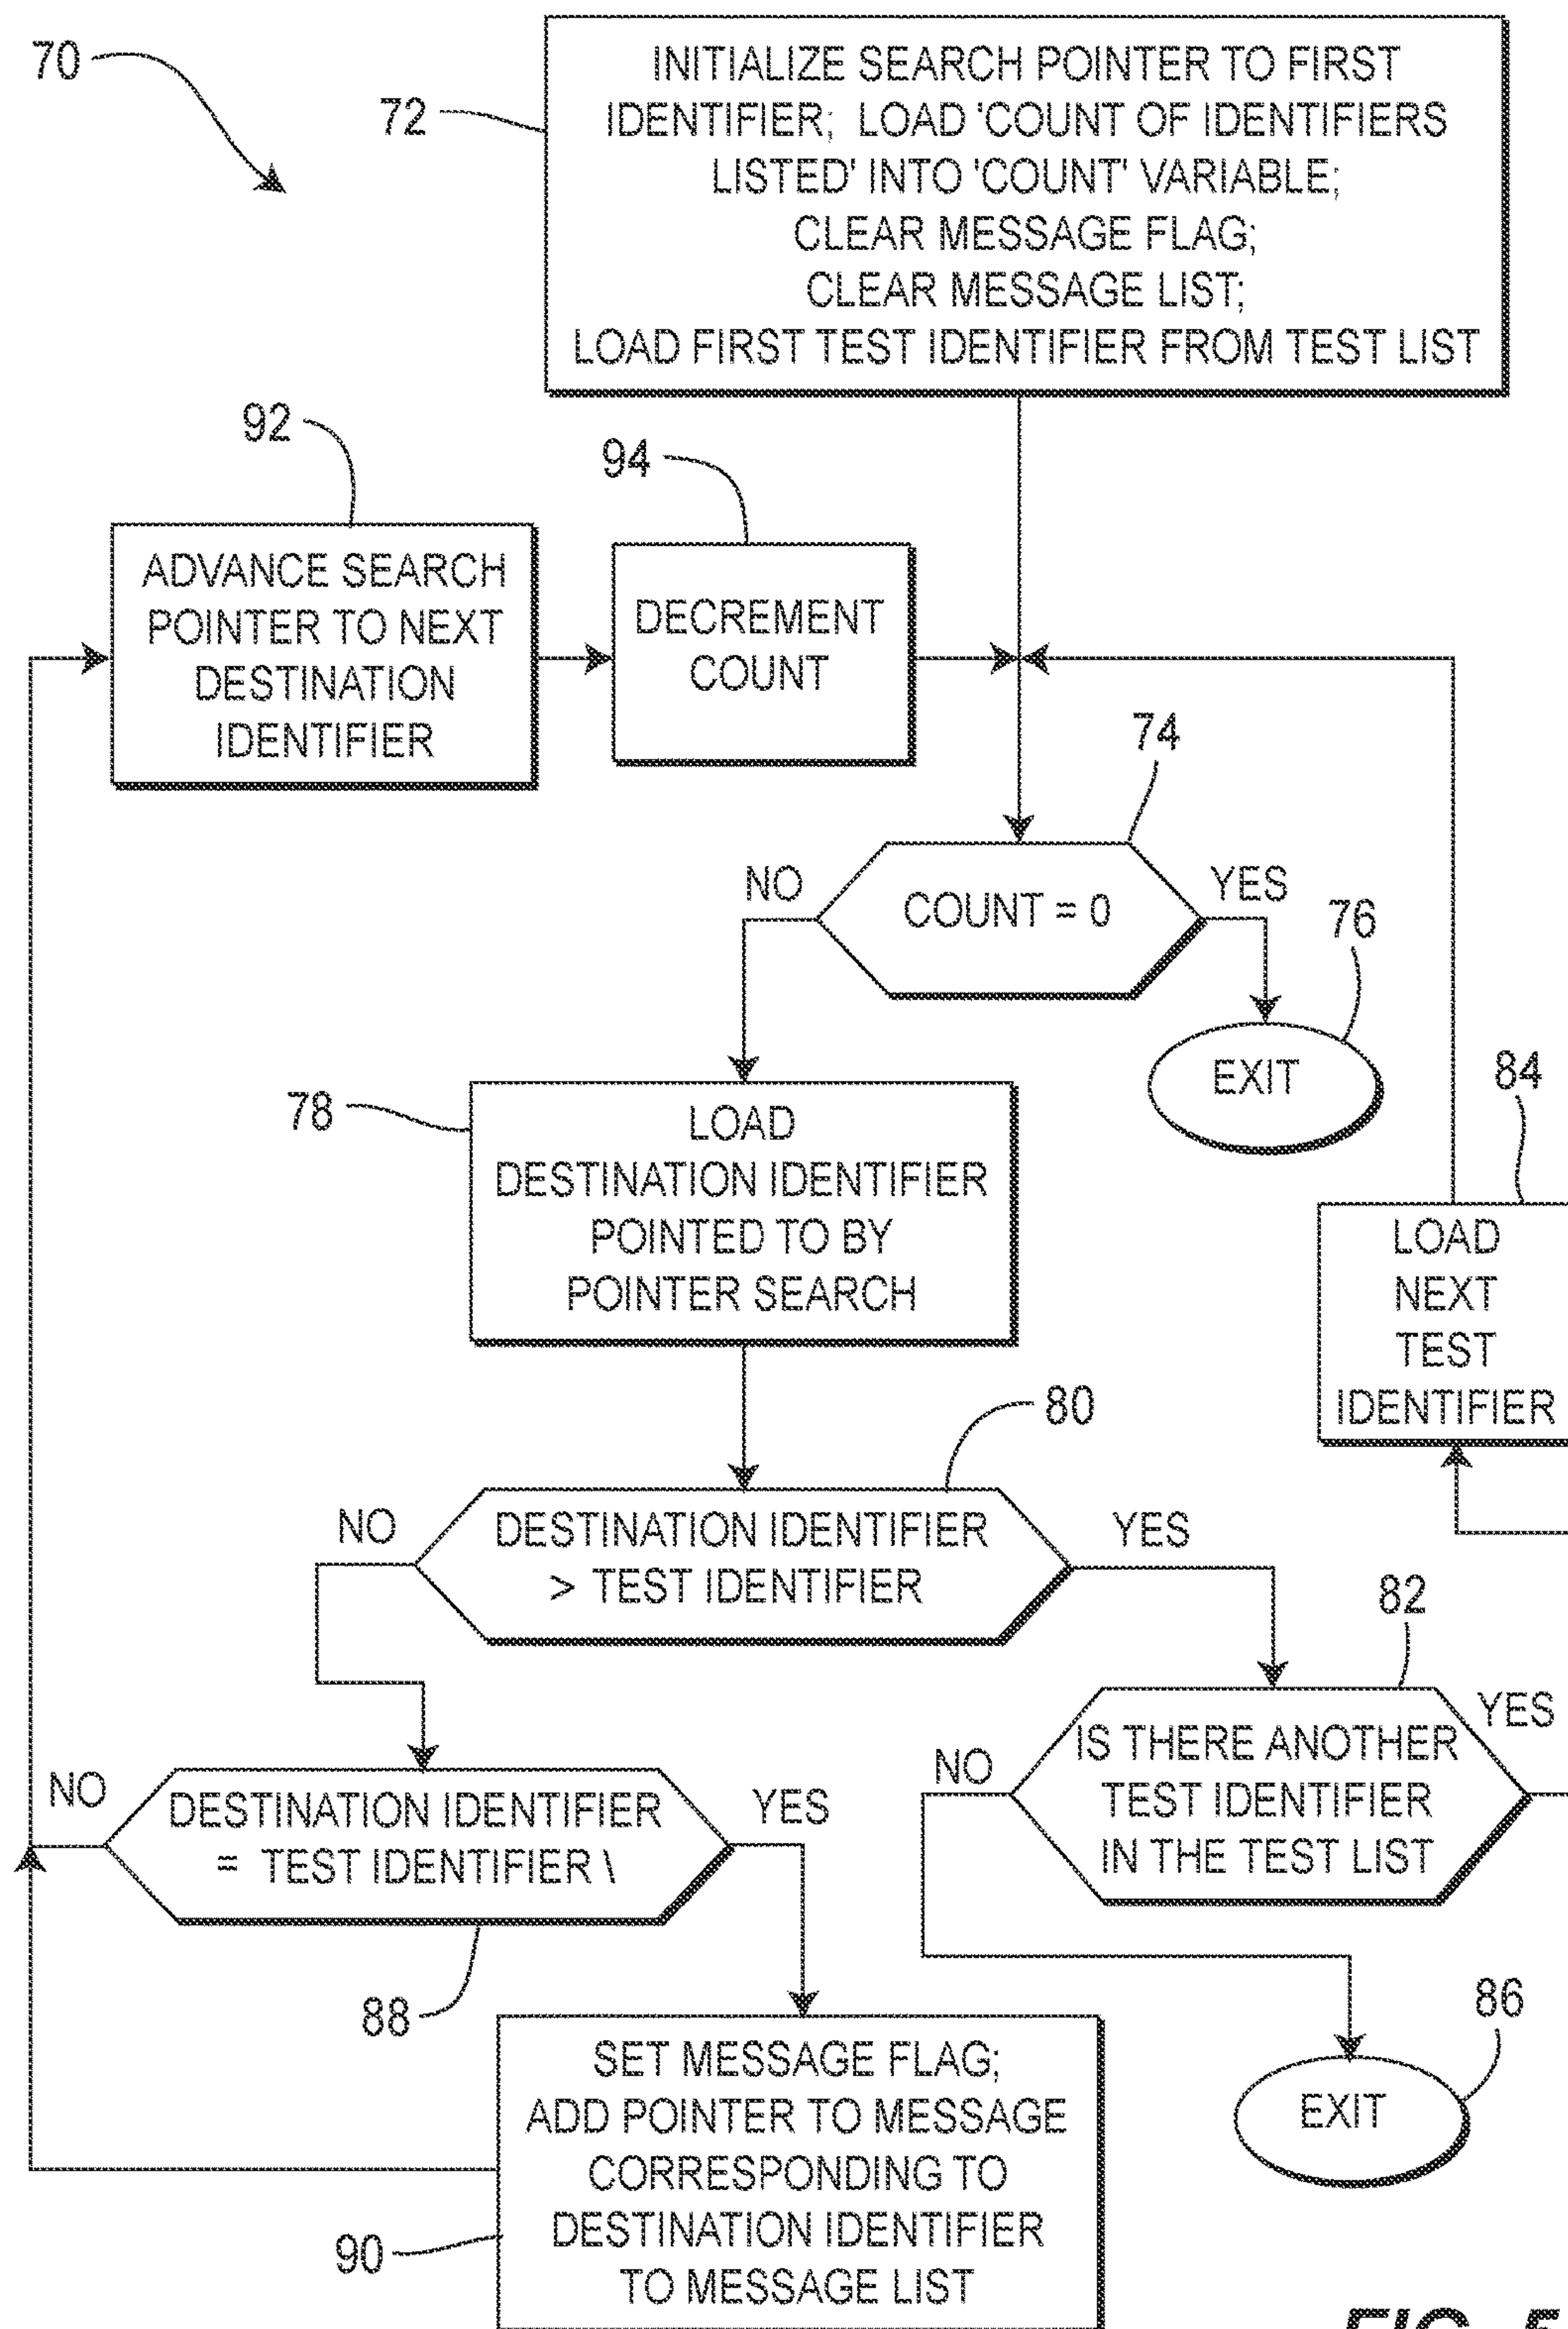 70
72
INITIALIZE SEARCH POINTER TO FIRST
IDENTIFIER; LOAD 'COUNT OF IDENTIFIERS
LISTED' INTO 'COUNT' VARIABLE;
CLEAR MESSAGE FLAG;
CLEAR MESSAGE LIST;
LOAD FIRST TEST IDENTIFIER FROM TEST LIST
92
94
ADVANCE SEARCH
POINTER TO NEXT
DESTINATION
IDENTIFIER
DECREMENT
COUNT
74
NO
COUNT = 0
YES
76
EXIT
78
LOAD
DESTINATION IDENTIFIER
POINTED TO BY
POINTER SEARCH
84
LOAD
NEXT
TEST
IDENTIFIER
80
NO
DESTINATION IDENTIFIER
> TEST IDENTIFIER
YES
82
NO
IS THERE ANOTHER
TEST IDENTIFIER
IN THE TEST LIST
YES
NO
DESTINATION IDENTIFIER
= TEST IDENTIFIER \
YES
88
86
EXIT
90
SET MESSAGE FLAG;
ADD POINTER TO MESSAGE
CORRESPONDING TO
DESTINATION IDENTIFIER
TO MESSAGE LIST